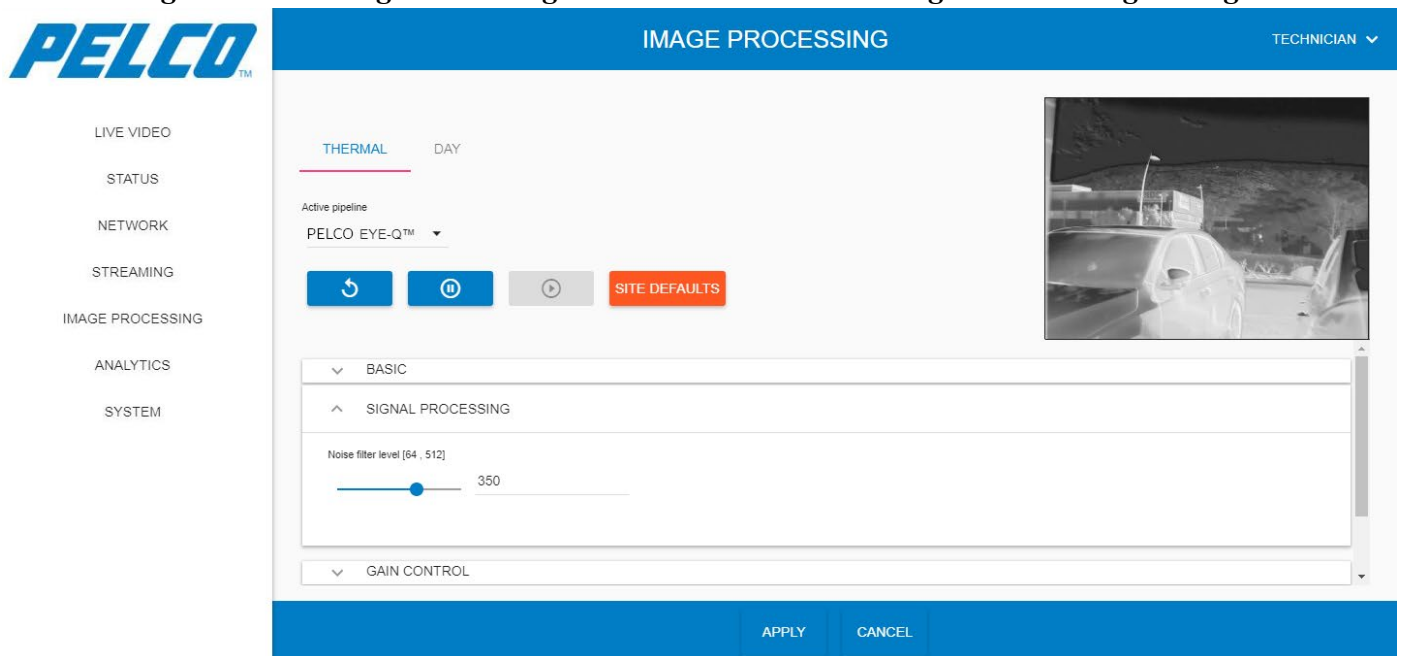 PELCO
TM
IMAGE PROCESSING
TECHNICIAN
LIVE VIDEO
STATUS
NETWORK
STREAMING
IMAGE PROCESSING
ANALYTICS
SYSTEM
THERMAL DAY
Active pipeline
PELCO EYE-Q™
SITE DEFAULTS
BASIC
SIGNAL PROCESSING
Noise filter level [64 , 512]
350
GAIN CONTROL
APPLY CANCEL